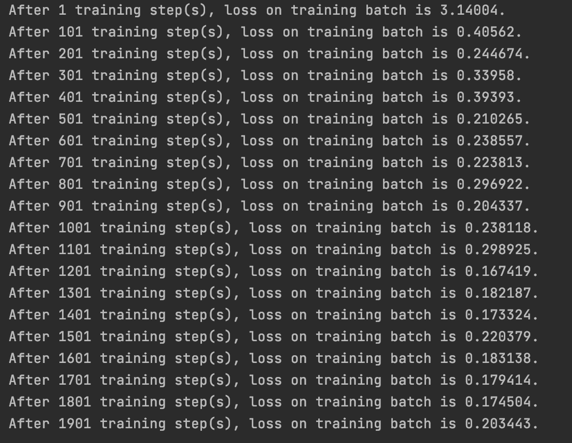 After 1 training step(s), loss on training batch is 3.14004.
After 101 training step(s), loss on training batch is 0.40562.
After 201 training step(s), loss on training batch is 0.244674.
After 301 training step(s), loss on training batch is 0.33958.
After 401 training step(s), loss on training batch is 0.39393.
After 501 training step(s), loss on training batch is 0.210265.
After 601 training step(s), loss on training batch is 0.238557.
After 701 training step(s), loss on training batch is 0.223813.
After 801 training step(s), loss on training batch is 0.296922.
After 901 training step(s), loss on training batch is 0.204337.
After 1001 training step(s), loss on training batch is 0.238118.
After 1101 training step(s), loss on training batch is 0.298925.
After 1201 training step(s), loss on training batch is 0.167419.
After 1301 training step(s), loss on training batch is 0.182187.
After 1401 training step(s), loss on training batch is 0.173324.
After 1501 training step(s), loss on training batch is 0.220379.
After 1601 training step(s), loss on training batch is 0.183138.
After 1701 training step(s), loss on training batch is 0.179414.
After 1801 training step(s), loss on training batch is 0.174504.
After 1901 training step(s), loss on training batch is 0.203443.